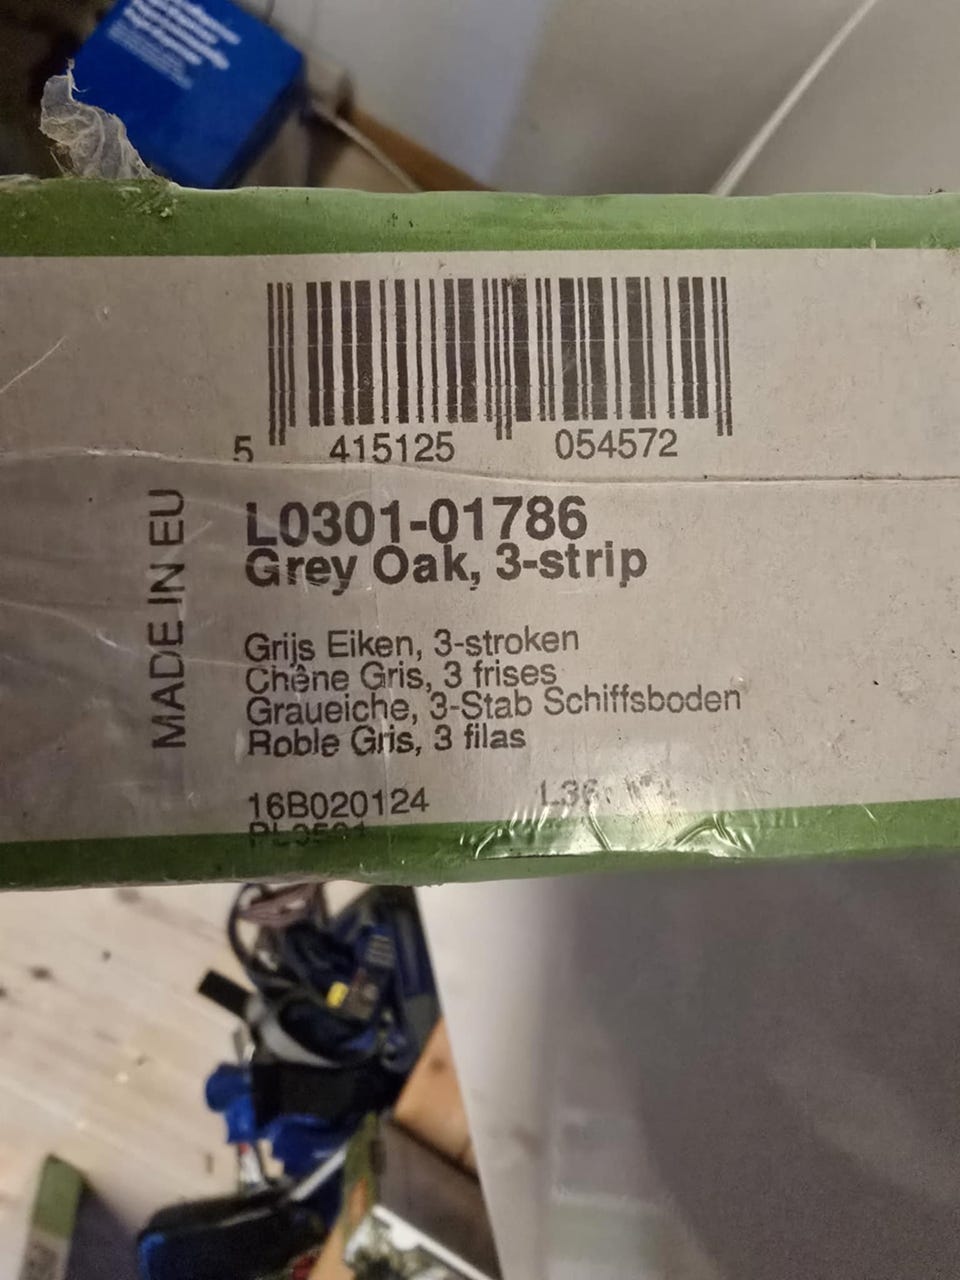 5 415125 054572
MADE IN EU
L0301-01786
Grey Oak, 3-strip
Grijs Eiken, 3-stroken
Chêne Gris, 3 frises
Graueiche, 3-Stab Schiffsboden
Roble Gris, 3 filas
16B020124